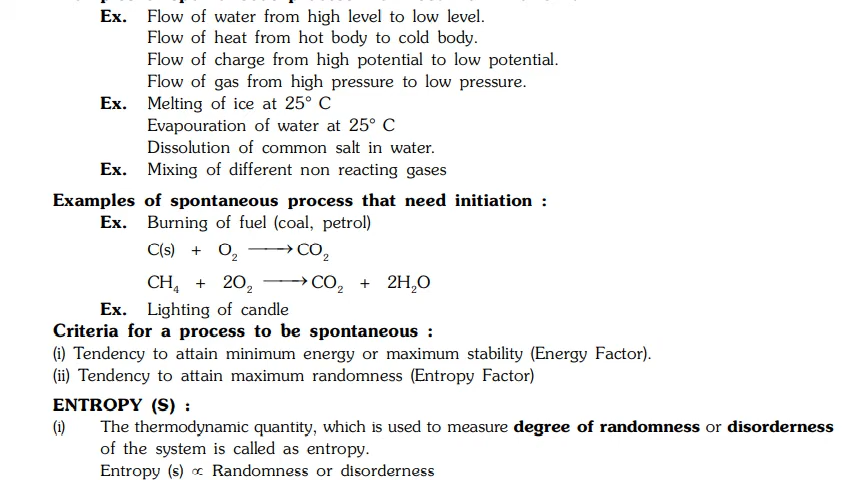 Ex. Flow of water from high level to low level.
Flow of heat from hot body to cold body.
Flow of charge from high potential to low potential.
Flow of gas from high pressure to low pressure.
Ex. Melting of ice at 25° C
Evapouration of water at 25° C
Dissolution of common salt in water.
Ex. Mixing of different non reacting gases
Examples of spontaneous process that need initiation :
Ex. Burning of fuel (coal, petrol)
C(s) + O₂ ⟶ CO₂
CH₄ + 2O₂ ⟶ CO₂ + 2H₂O
Ex. Lighting of candle
Criteria for a process to be spontaneous :
(i) Tendency to attain minimum energy or maximum stability (Energy Factor).
(ii) Tendency to attain maximum randomness (Entropy Factor)
ENTROPY (S) :
(i) The thermodynamic quantity, which is used to measure degree of randomness or disorderness
of the system is called as entropy.
Entropy (s) ∝ Randomness or disorderness